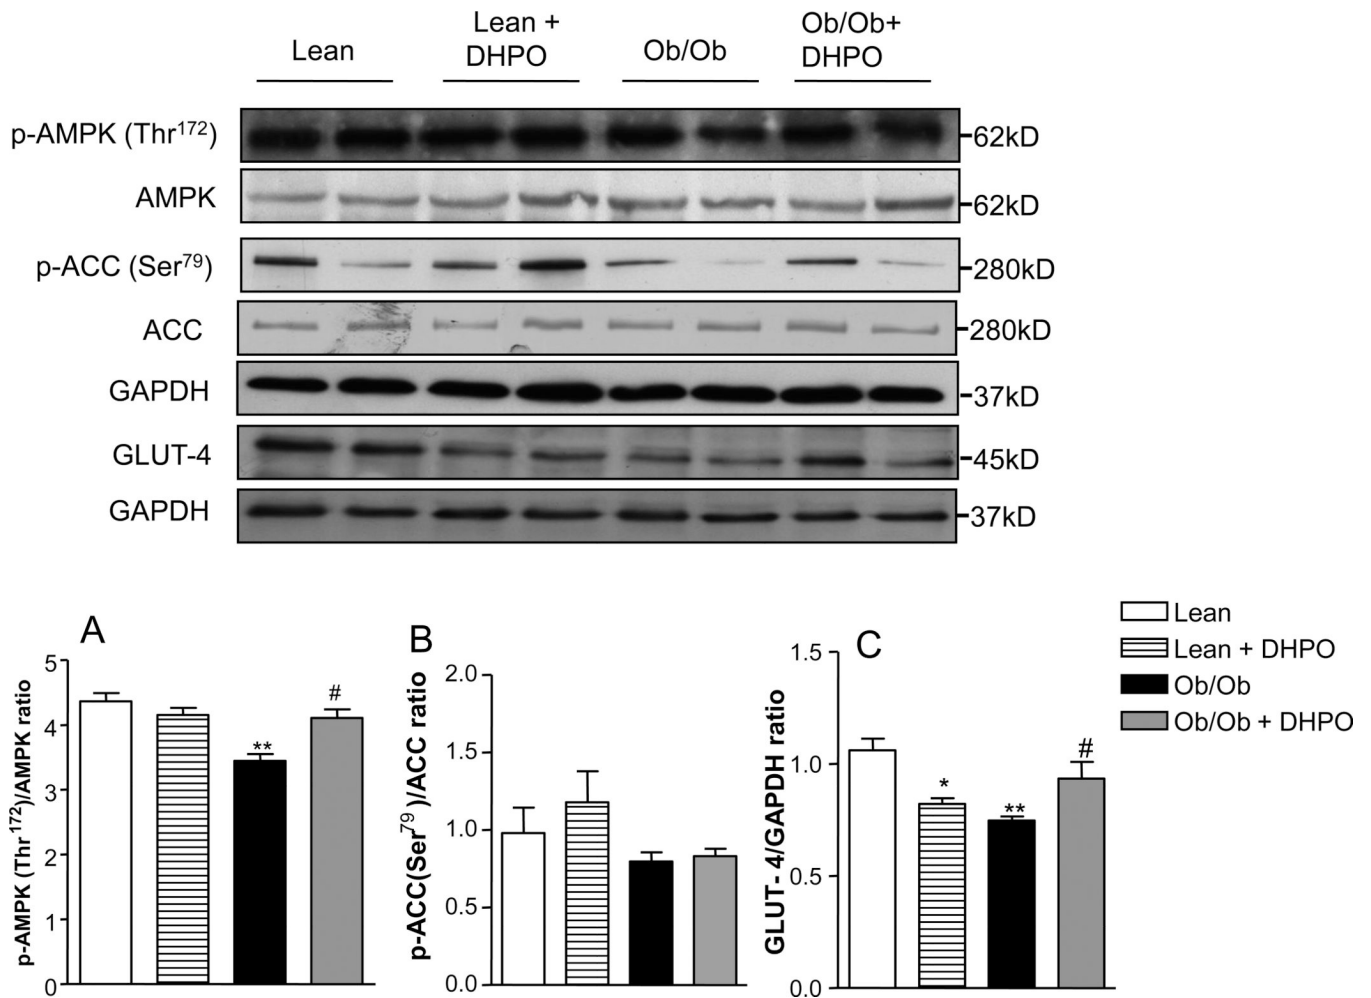 Lean
Lean +
DHPO
Ob/Ob
Ob/Ob+
DHPO
p-AMPK (Thr¹⁷²)
62kD
AMPK
62kD
p-ACC (Ser⁷⁹)
280kD
ACC
280kD
GAPDH
37kD
GLUT-4
45kD
GAPDH
37kD
Lean
Lean + DHPO
Ob/Ob
Ob/Ob + DHPO
A
p-AMPK (Thr¹⁷²)/AMPK ratio
5
4
3
2
1
0
**
#
B
p-ACC(Ser⁷⁹)/ACC ratio
2.0
1.5
1.0
0.5
0.0
C
GLUT- 4/GAPDH ratio
1.5
1.0
0.5
0.0
*
**
#